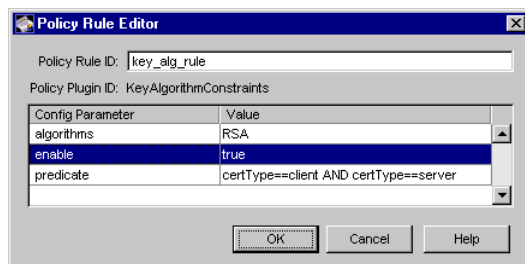 Policy Rule Editor
Policy Rule ID: key_alg_rule
Policy Plugin ID: KeyAlgorithmConstraints
Config Parameter Value
algorithms RSA
enable true
predicate certType==client AND certType==server
OK Cancel Help